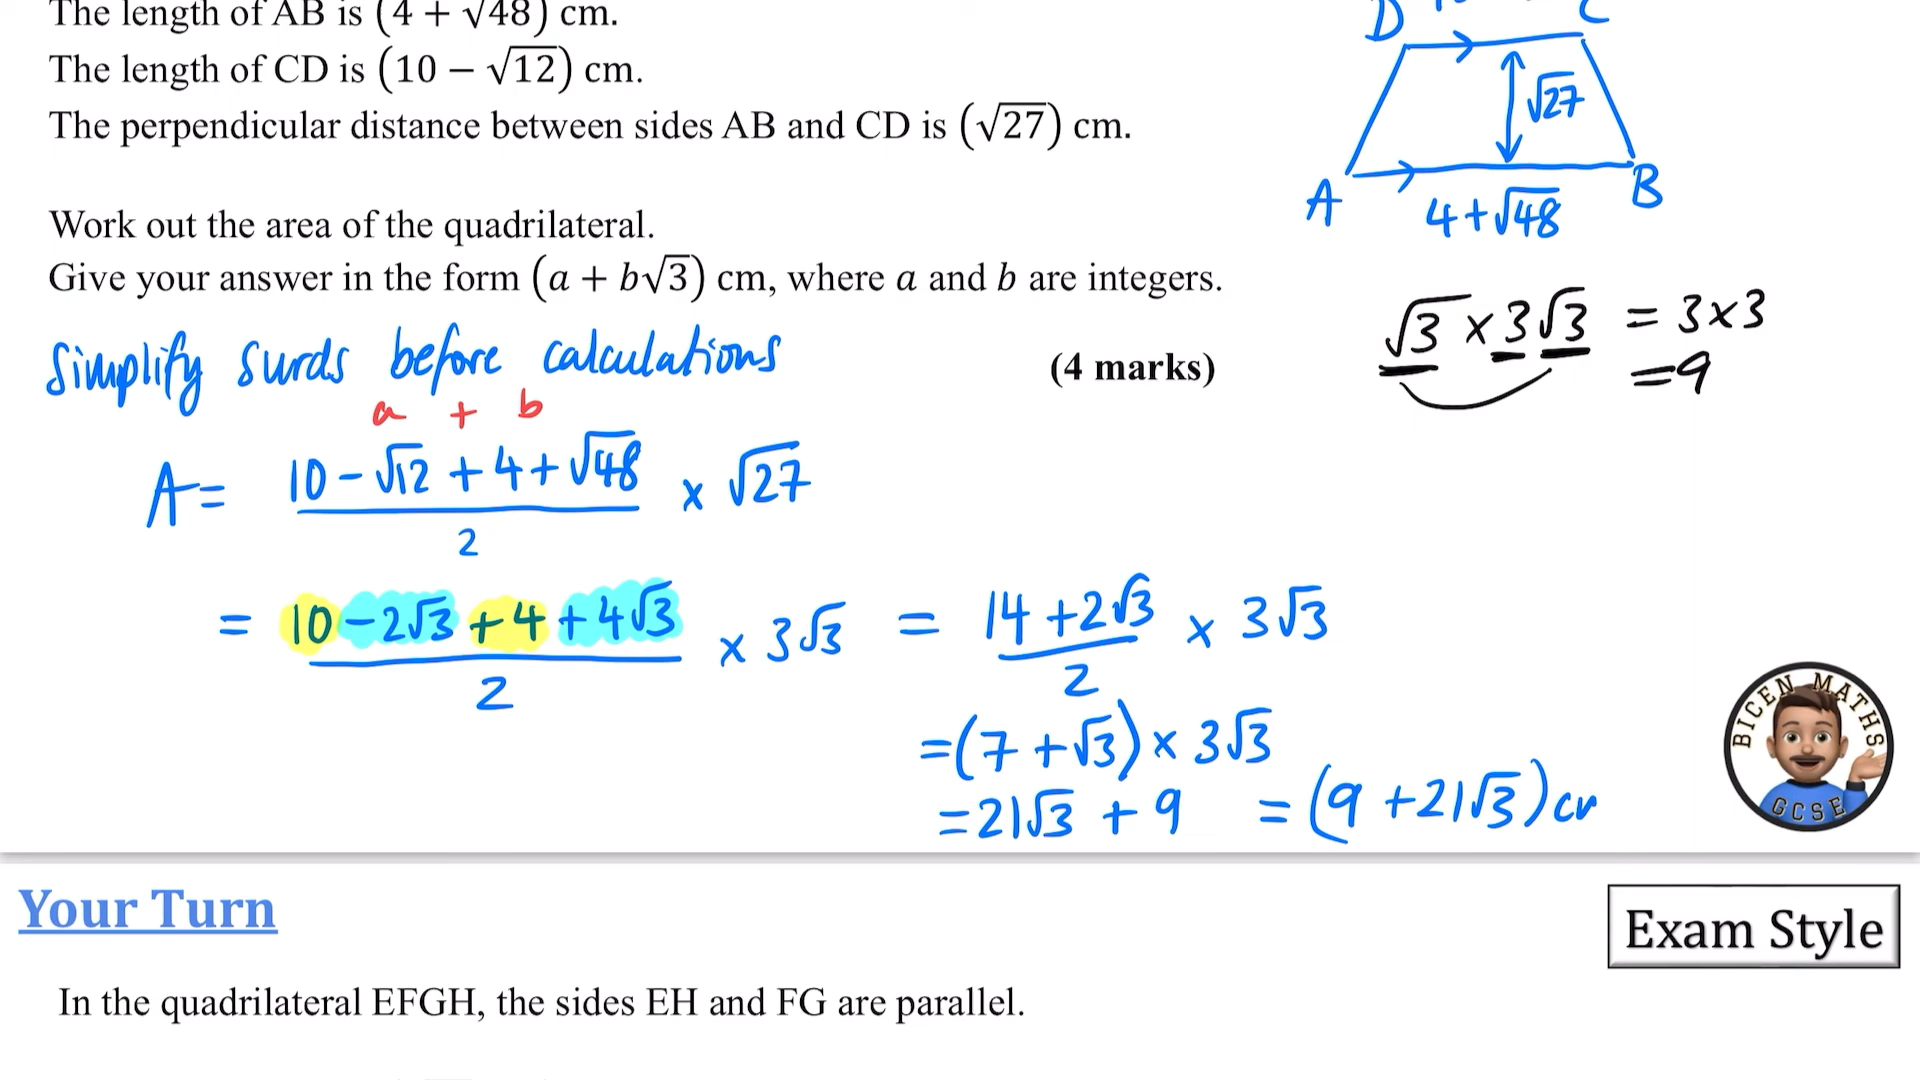 The length of AB is (4 + √48) cm.
The length of CD is (10 − √12) cm.
The perpendicular distance between sides AB and CD is (√27) cm.
Work out the area of the quadrilateral.
Give your answer in the form (a + b√3) cm, where a and b are integers.
(4 marks)
D C
√27
A B
4+√48
√3 × 3√3 = 3×3
=9
Simplify surds before calculations
a + b
A = (10 − √12 + 4 + √48)/2 × √27
= (10 − 2√3 + 4 + 4√3)/2 × 3√3 = (14 + 2√3)/2 × 3√3
=(7 + √3) × 3√3
=21√3 + 9 = (9 + 21√3)cm
BICEN MATHS
GCSE
Your Turn
Exam Style
In the quadrilateral EFGH, the sides EH and FG are parallel.